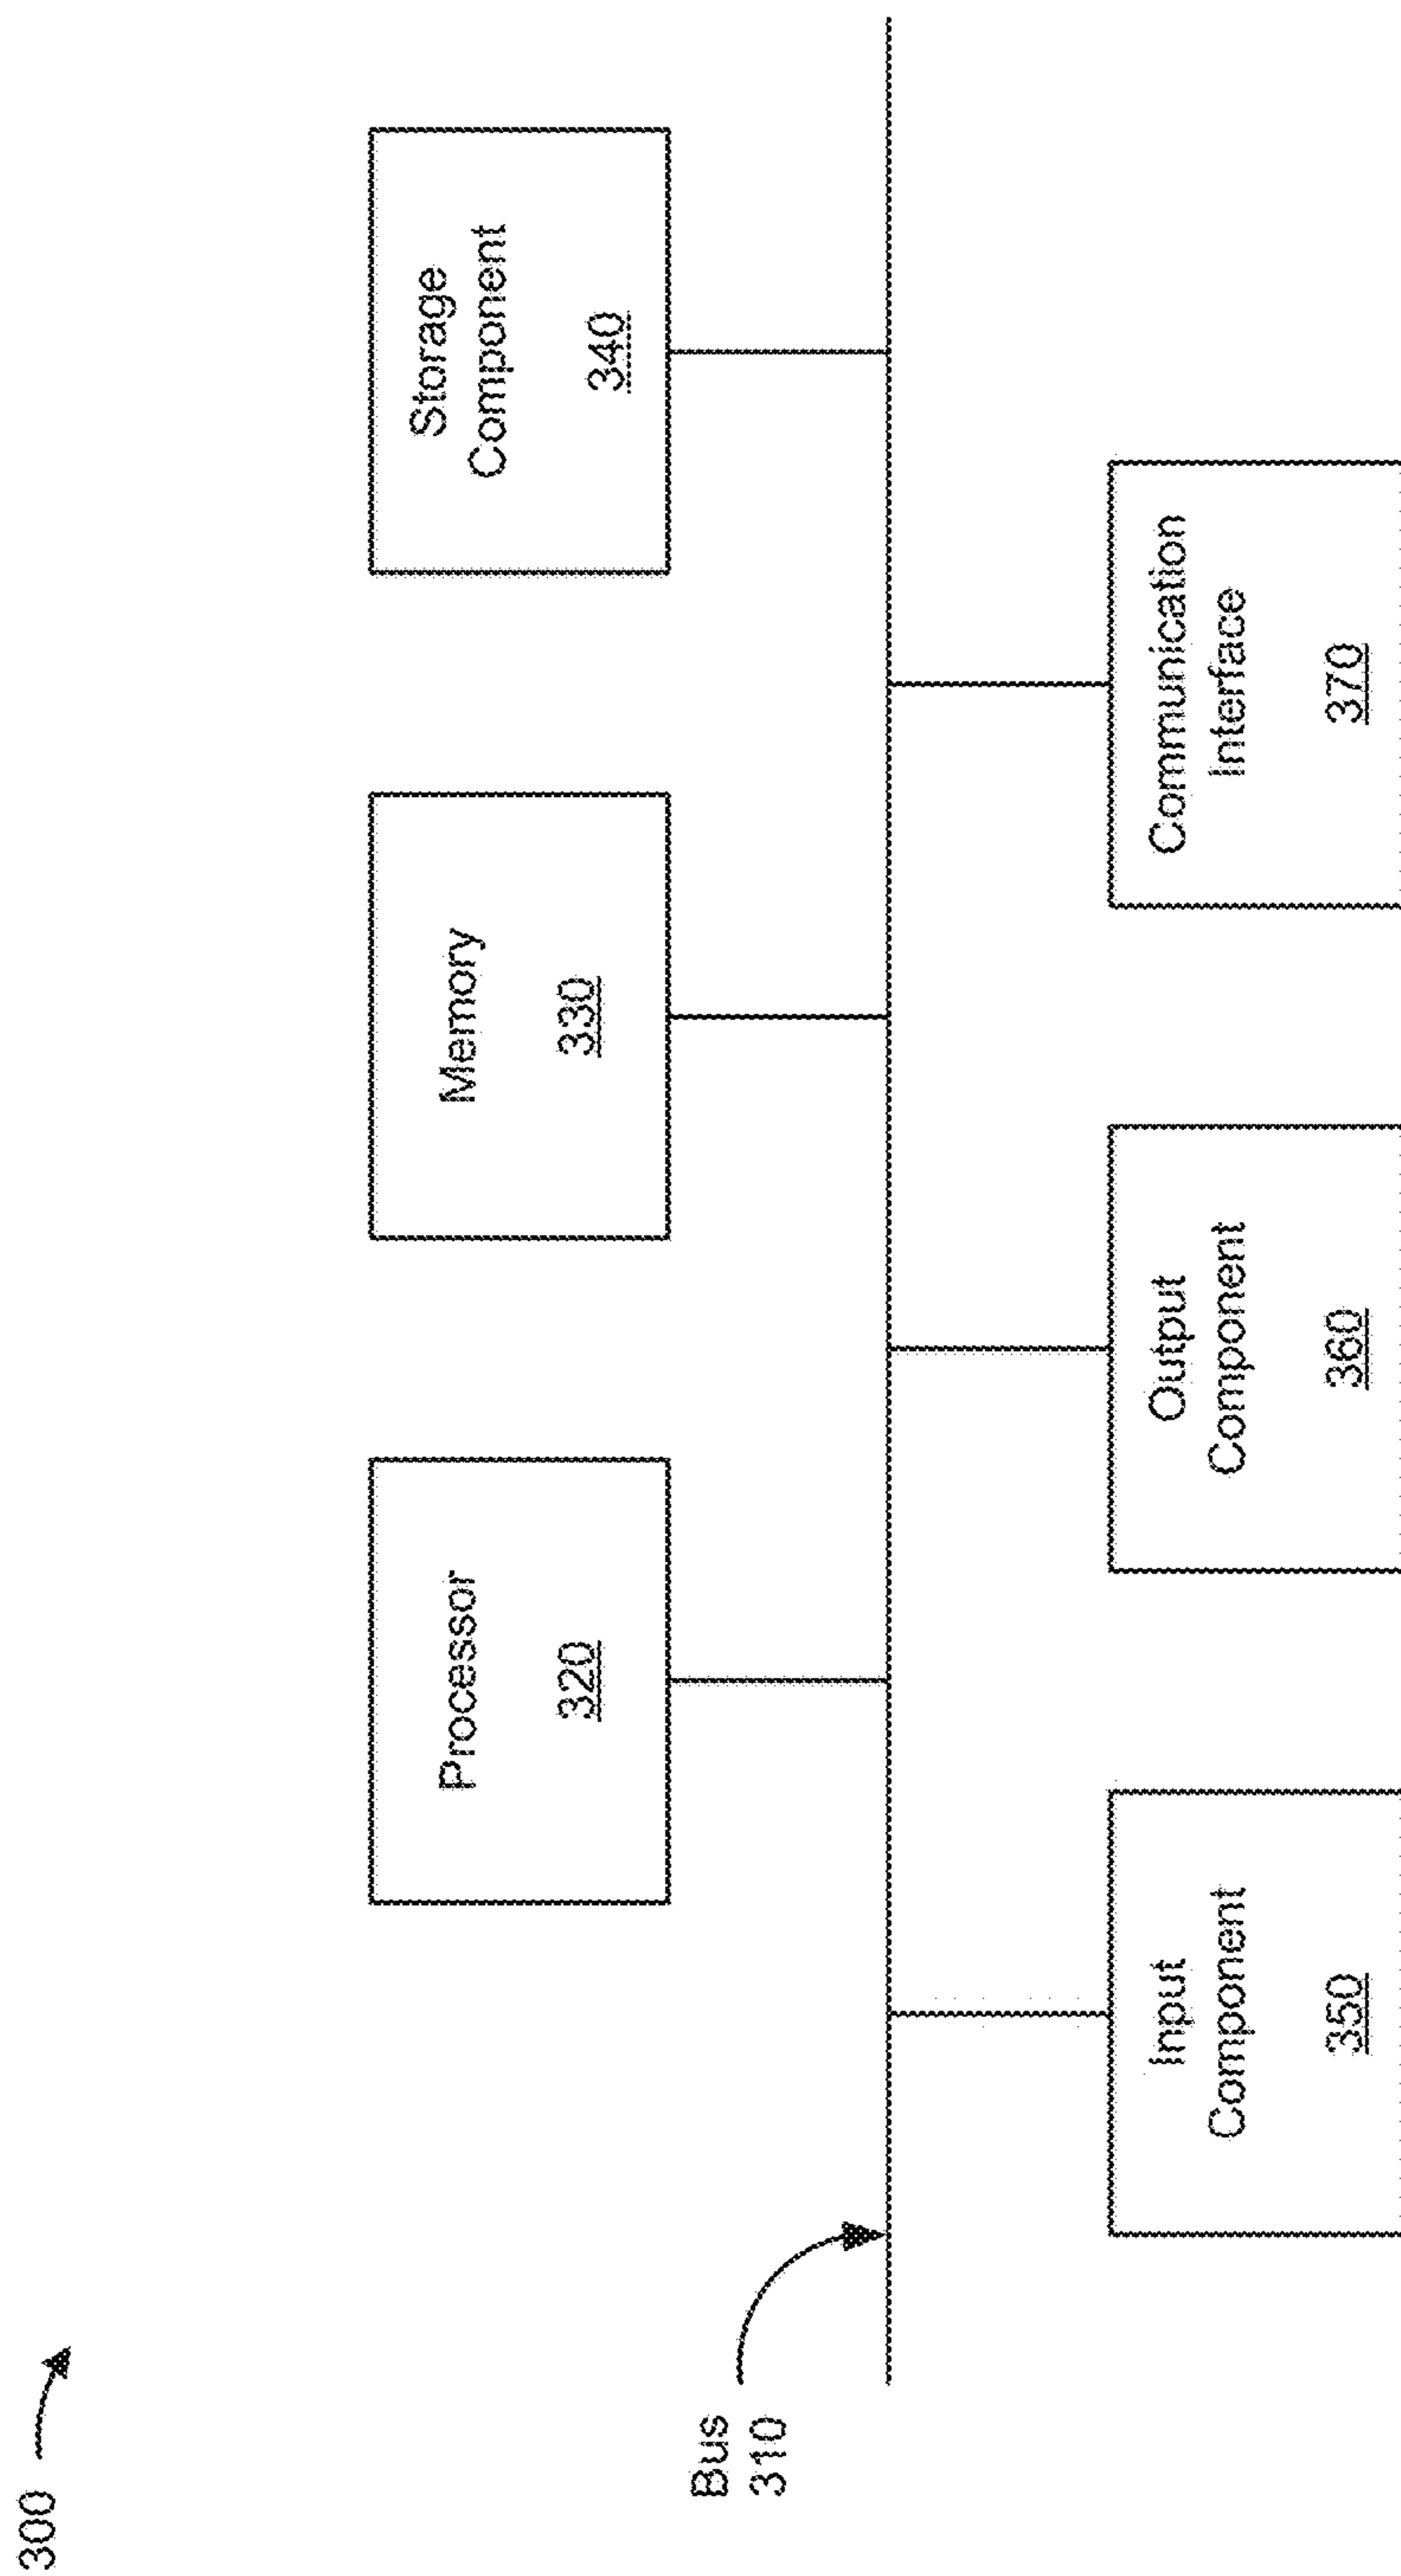 300
Processor
320
Memory
330
Storage
Component
340
Bus
310
Input
Component
350
Output
Component
360
Communication
Interface
370